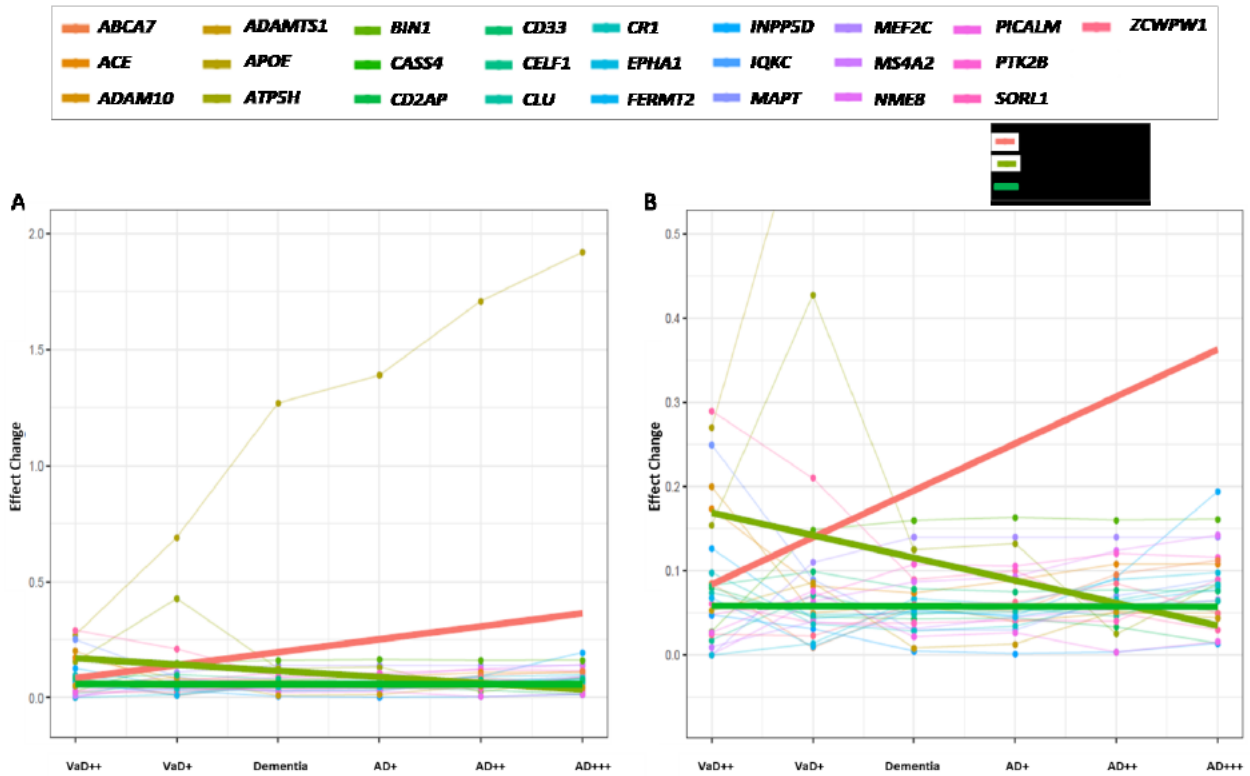 ABCA7 ADAMTS1 BIN1 CD33 CR1 INPP5D MEF2C PICALM ZCWPW1
ACE APOE CASS4 CELF1 EPHA1 IQKC MS4A2 PTK2B
ADAM10 ATP5H CD2AP CLU FERMT2 MAPT NME8 SORL1
A
2.0
1.5
1.0
0.5
0.0
Effect Change
VaD++ VaD+ Dementia AD+ AD++ AD+++
B
0.5
0.4
0.3
0.2
0.1
0.0
Effect Change
VaD++ VaD+ Dementia AD+ AD++ AD+++